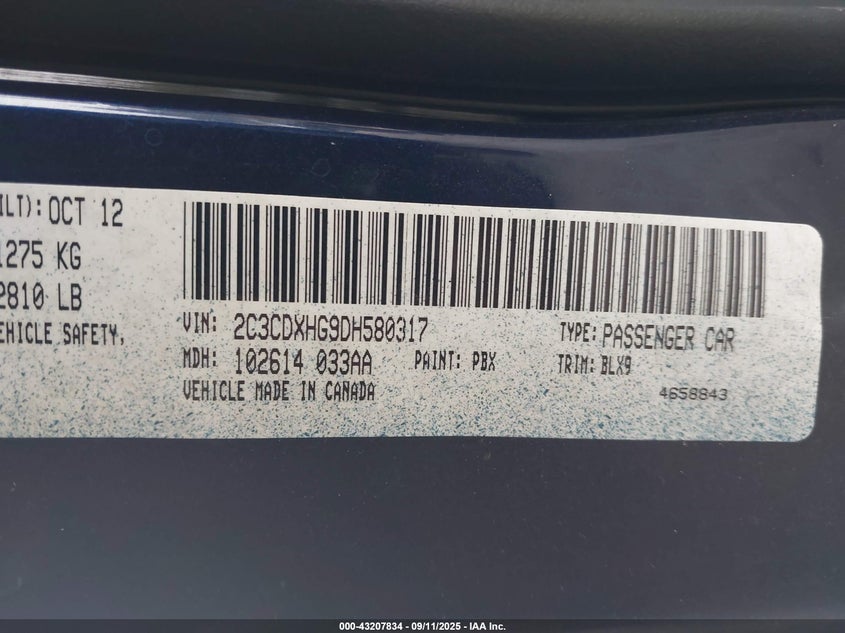 ILT): OCT 12
1275 KG
2810 LB
EHICLE SAFETY,
VIN: 2C3CDXHG9DH580317
TYPE: PASSENGER CAR
MDH: 102614 033AA
PAINT: PBX
TRIM: BLX9
VEHICLE MADE IN CANADA
4658843
000-43207834 - 09/11/2025 - IAA Inc.